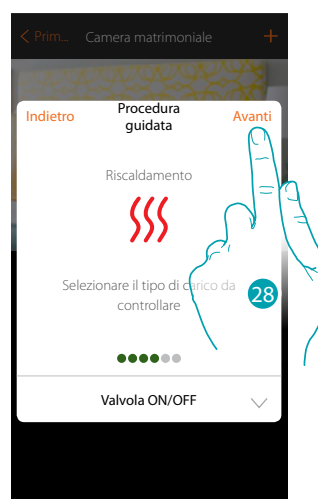 < Prim... Camera matrimoniale +
Indietro Procedura guidata Avanti
Riscaldamento
Selezionare il tipo di carico da
controllare
28
Valvola ON/OFF